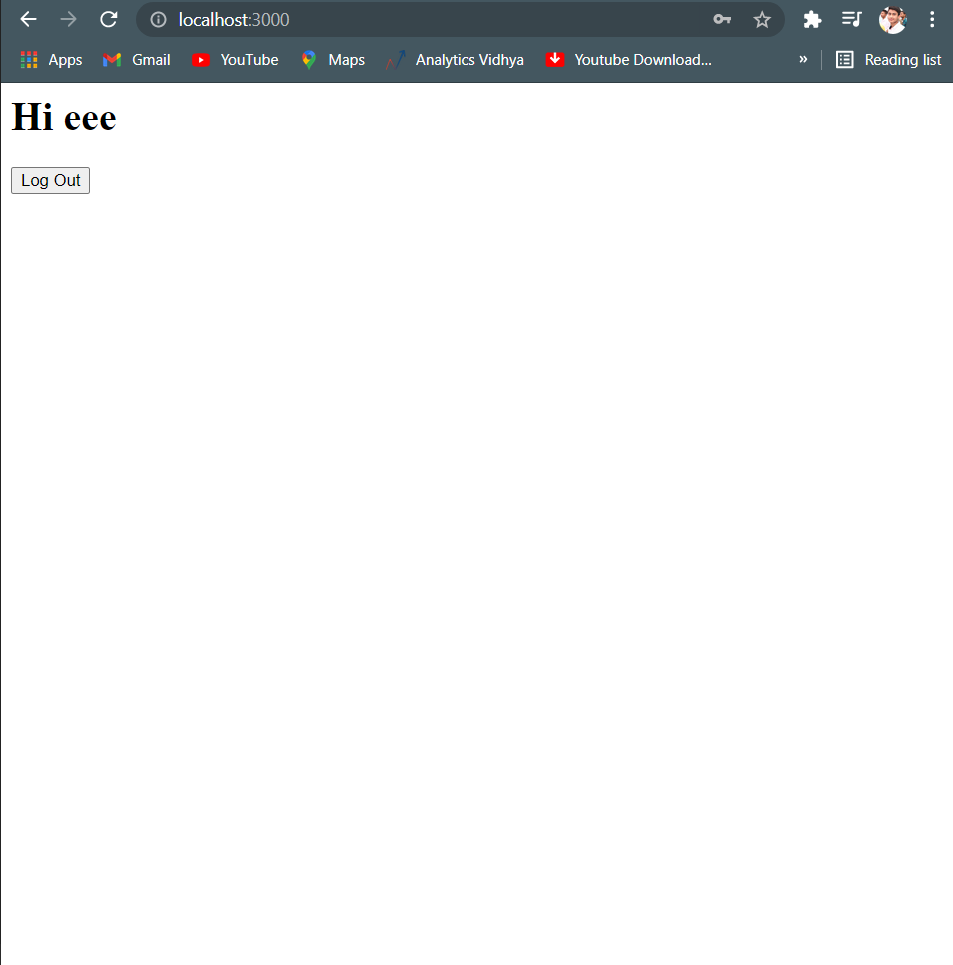 localhost:3000
Apps Gmail YouTube Maps Analytics Vidhya Youtube Download... » Reading list
Hi eee
Log Out